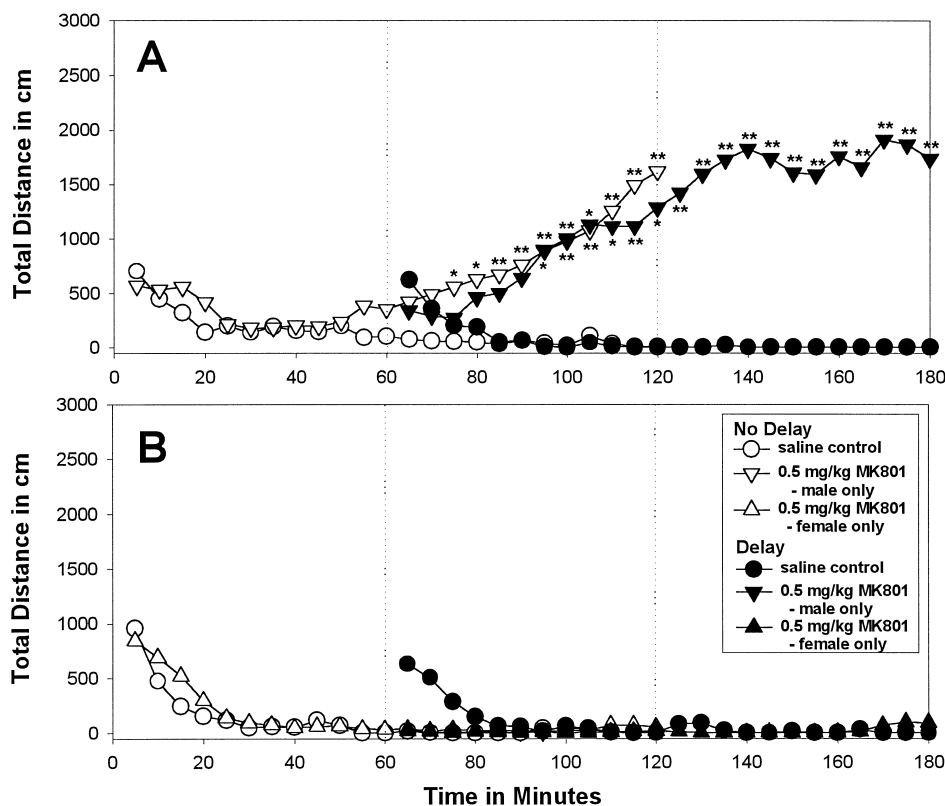 A
Total Distance in cm
3000
2500
2000
1500
1000
500
0
* * ** ** ** ** ** * ** ** **
* ** ** * ** * **
** ** ** ** ** ** ** ** ** ** **
0 20 40 60 80 100 120 140 160 180
B
Total Distance in cm
3000
2500
2000
1500
1000
500
0
No Delay
saline control
0.5 mg/kg MK801
- male only
0.5 mg/kg MK801
- female only
Delay
saline control
0.5 mg/kg MK801
- male only
0.5 mg/kg MK801
- female only
0 20 40 60 80 100 120 140 160 180
Time in Minutes